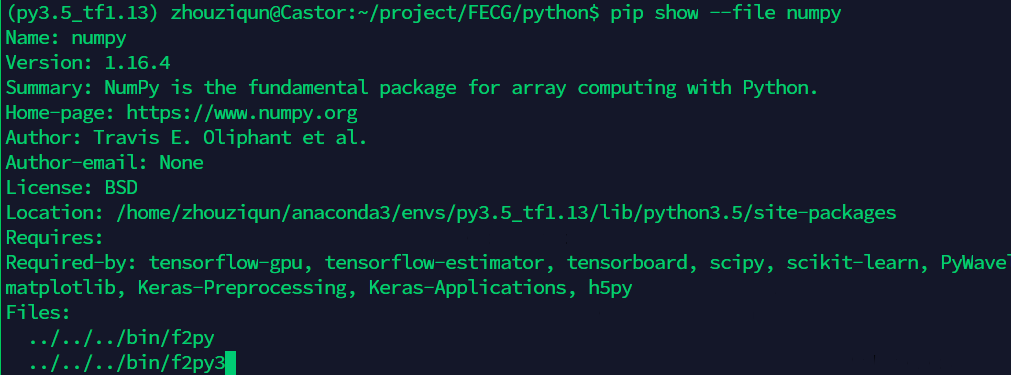 (py3.5_tf1.13) zhouziqun@Castor:~/project/FECG/python$ pip show --file numpy
Name: numpy
Version: 1.16.4
Summary: NumPy is the fundamental package for array computing with Python.
Home-page: https://www.numpy.org
Author: Travis E. Oliphant et al.
Author-email: None
License: BSD
Location: /home/zhouziqun/anaconda3/envs/py3.5_tf1.13/lib/python3.5/site-packages
Requires:
Required-by: tensorflow-gpu, tensorflow-estimator, tensorboard, scipy, scikit-learn, PyWavel
matplotlib, Keras-Preprocessing, Keras-Applications, h5py
Files:
../../../bin/f2py
../../../bin/f2py3